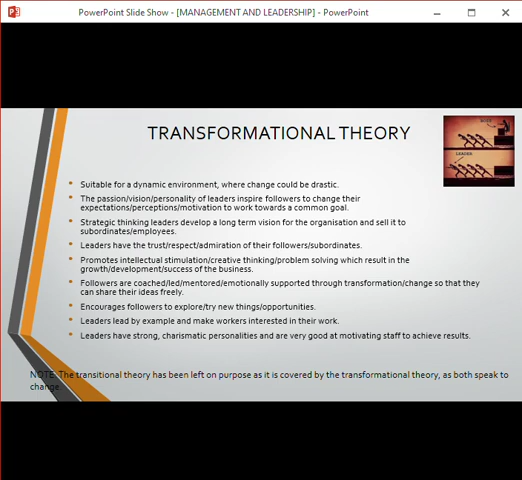 PowerPoint Slide Show - [MANAGEMENT AND LEADERSHIP] - PowerPoint
TRANSFORMATIONAL THEORY
LEADER
• Suitable for a dynamic environment, where change could be drastic.
• The passion/vision/personality of leaders inspire followers to change their
expectations/perceptions/motivation to work towards a common goal.
• Strategic thinking leaders develop a long term vision for the organisation and sell it to
subordinates/employees.
• Leaders have the trust/respect/admiration of their followers/subordinates.
• Promotes intellectual stimulation/creative thinking/problem solving which result in the
growth/development/success of the business.
• Followers are coached/led/mentored/emotionally supported through transformation/change so that they
can share their ideas freely.
• Encourages followers to explore/try new things/opportunities.
• Leaders lead by example and make workers interested in their work.
• Leaders have strong, charismatic personalities and are very good at motivating staff to achieve results.
NOTE: The transitional theory has been left on purpose as it is covered by the transformational theory, as both speak to
change.